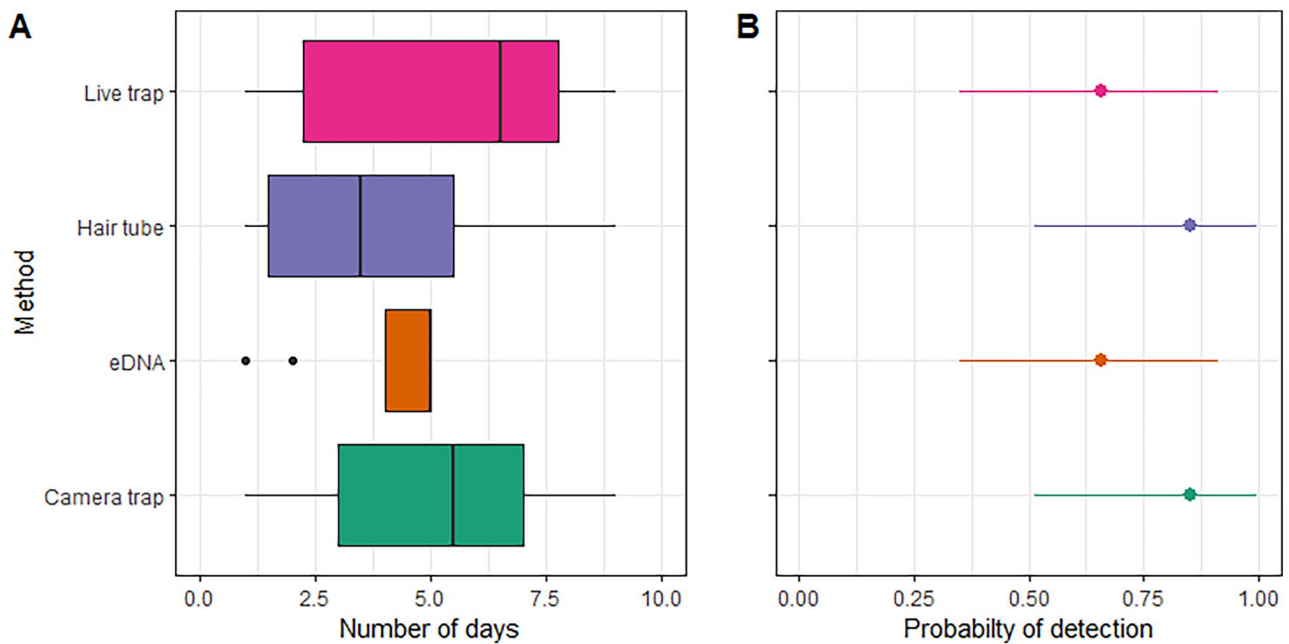 A
B
Method
Live trap
Hair tube
eDNA
Camera trap
0.0 2.5 5.0 7.5 10.0
Number of days
0.00 0.25 0.50 0.75 1.00
Probabilty of detection